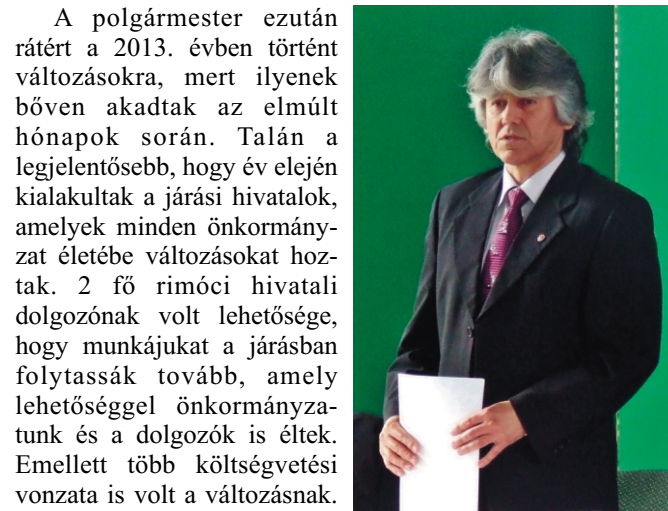 A polgármester ezután
rátért a 2013. évben történt
változásokra, mert ilyenek
bőven akadtak az elmúlt
hónapok során. Talán a
legjelentősebb, hogy év elején
kialakultak a járási hivatalok,
amelyek minden önkormány-
zat életébe változásokat hoz-
tak. 2 fő rimóci hivatali
dolgozónak volt lehetősége,
hogy munkájukat a járásban
folytassák tovább, amely
lehetőséggel önkormányza-
tunk és a dolgozók is éltek.
Emellett több költségvetési
vonzata is volt a változásnak.